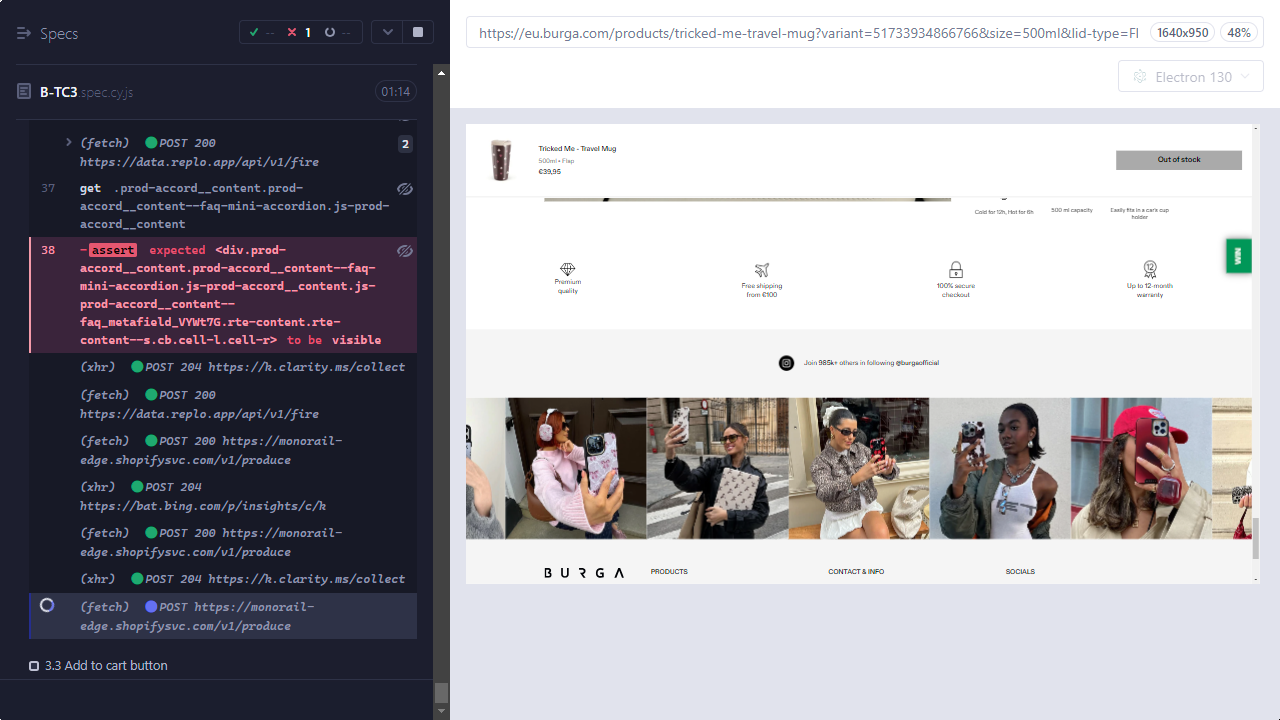 Specs
-- 1 --
B-TC3.spec.cy.js 01:14
(fetch) POST 200 2
https://data.replo.app/api/v1/fire
37 get .prod-accord__content.prod-
accord__content--faq-mini-accordion.js-prod-
accord__content
38 -assert expected <div.prod-
accord__content.prod-accord__content--faq-
mini-accordion.js-prod-accord__content.js-
prod-accord__content--
faq_metafield_VYWt7G.rte-content.rte-
content--s.cb.cell-l.cell-r> to be visible
(xhr) POST 204 https://k.clarity.ms/collect
(fetch) POST 200
https://data.replo.app/api/v1/fire
(fetch) POST 200 https://monorail-
edge.shopifysvc.com/v1/produce
(xhr) POST 204
https://bat.bing.com/p/insights/c/k
(fetch) POST 200 https://monorail-
edge.shopifysvc.com/v1/produce
(xhr) POST 204 https://k.clarity.ms/collect
(fetch) POST https://monorail-
edge.shopifysvc.com/v1/produce
3.3 Add to cart button
https://eu.burga.com/products/tricked-me-travel-mug?variant=51733934866766&size=500ml&lid-type=Fl 1640x950 48%
Electron 130
Tricked Me - Travel Mug
500ml • Flap
€39,95
Out of stock
Cold for 12h, Hot for 6h
500 ml capacity
Easily fits in a car's cup
holder
Premium
quality
Free shipping
from €100
100% secure
checkout
12
Up to 12-month
warranty
Join 985k+ others in following @burgaofficial
BURGA
PRODUCTS
CONTACT & INFO
SOCIALS